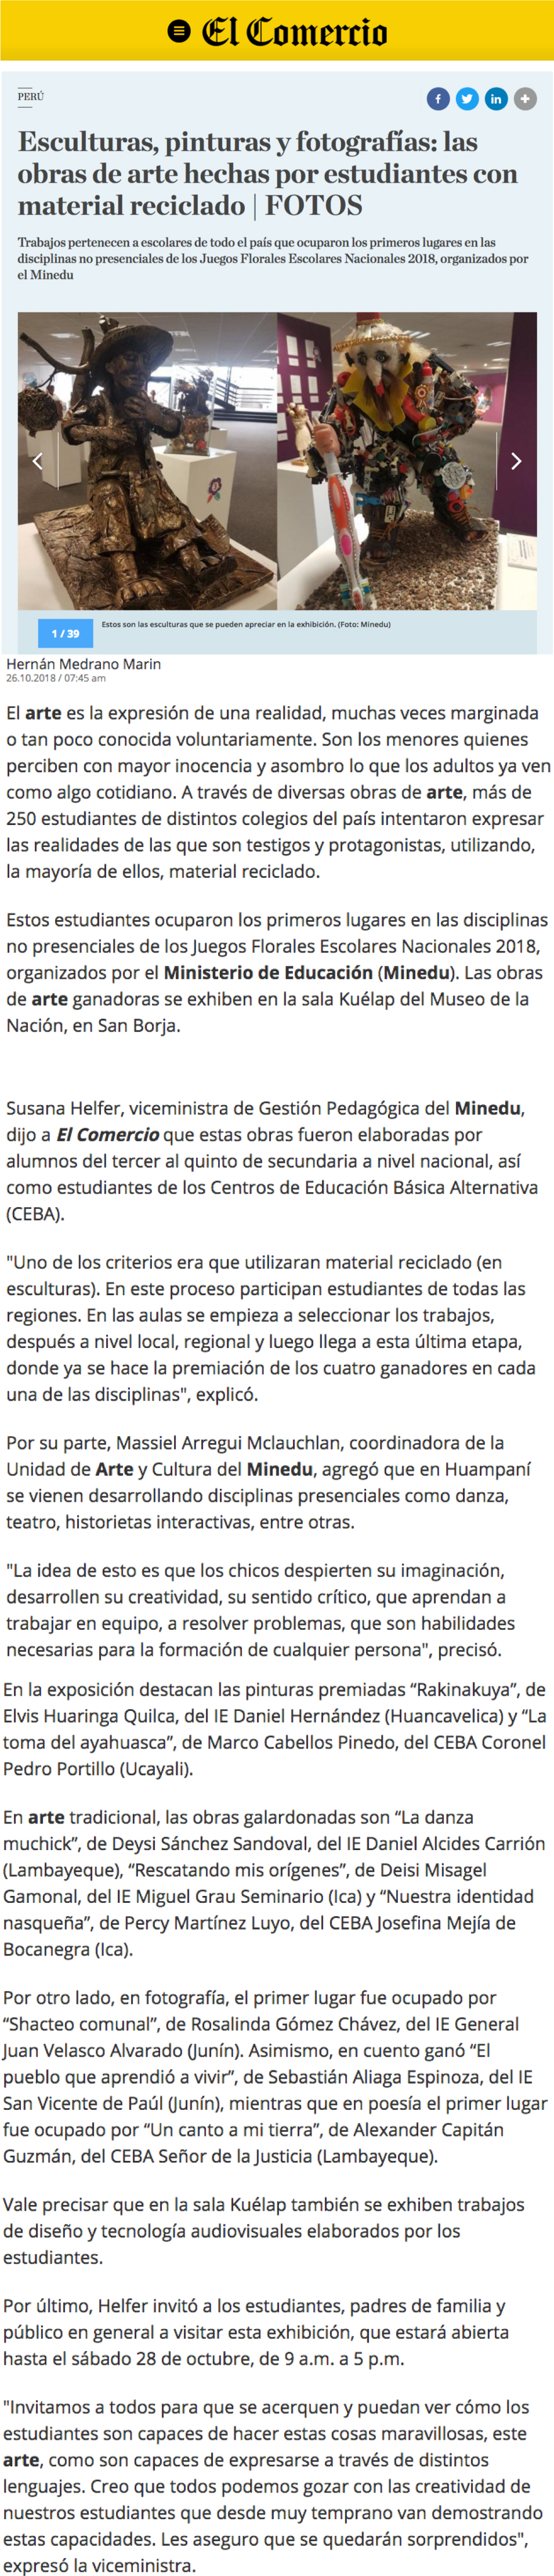 El Comercio
PERÚ
Esculturas, pinturas y fotografías: las
obras de arte hechas por estudiantes con
material reciclado | FOTOS
Trabajos pertenecen a escolares de todo el país que ocuparon los primeros lugares en las
disciplinas no presenciales de los Juegos Florales Escolares Nacionales 2018, organizados por
el Minedu
1 / 39
Estos son las esculturas que se pueden apreciar en la exhibición. (Foto: Minedu)
Hernán Medrano Marin
26.10.2018 / 07:45 am
El arte es la expresión de una realidad, muchas veces marginada
o tan poco conocida voluntariamente. Son los menores quienes
perciben con mayor inocencia y asombro lo que los adultos ya ven
como algo cotidiano. A través de diversas obras de arte, más de
250 estudiantes de distintos colegios del país intentaron expresar
las realidades de las que son testigos y protagonistas, utilizando,
la mayoría de ellos, material reciclado.
Estos estudiantes ocuparon los primeros lugares en las disciplinas
no presenciales de los Juegos Florales Escolares Nacionales 2018,
organizados por el Ministerio de Educación (Minedu). Las obras
de arte ganadoras se exhiben en la sala Kuélap del Museo de la
Nación, en San Borja.
Susana Helfer, viceministra de Gestión Pedagógica del Minedu,
dijo a El Comercio que estas obras fueron elaboradas por
alumnos del tercer al quinto de secundaria a nivel nacional, así
como estudiantes de los Centros de Educación Básica Alternativa
(CEBA).
"Uno de los criterios era que utilizaran material reciclado (en
esculturas). En este proceso participan estudiantes de todas las
regiones. En las aulas se empieza a seleccionar los trabajos,
después a nivel local, regional y luego llega a esta última etapa,
donde ya se hace la premiación de los cuatro ganadores en cada
una de las disciplinas", explicó.
Por su parte, Massiel Arregui Mclauchlan, coordinadora de la
Unidad de Arte y Cultura del Minedu, agregó que en Huampaní
se vienen desarrollando disciplinas presenciales como danza,
teatro, historietas interactivas, entre otras.
"La idea de esto es que los chicos despierten su imaginación,
desarrollen su creatividad, su sentido crítico, que aprendan a
trabajar en equipo, a resolver problemas, que son habilidades
necesarias para la formación de cualquier persona", precisó.
En la exposición destacan las pinturas premiadas “Rakinakuya”, de
Elvis Huaringa Quilca, del IE Daniel Hernández (Huancavelica) y “La
toma del ayahuasca”, de Marco Cabellos Pinedo, del CEBA Coronel
Pedro Portillo (Ucayali).
En arte tradicional, las obras galardonadas son “La danza
muchick”, de Deysi Sánchez Sandoval, del IE Daniel Alcides Carrión
(Lambayeque), “Rescatando mis orígenes”, de Deisi Misagel
Gamonal, del IE Miguel Grau Seminario (Ica) y “Nuestra identidad
nasqueña”, de Percy Martínez Luyo, del CEBA Josefina Mejía de
Bocanegra (Ica).
Por otro lado, en fotografía, el primer lugar fue ocupado por
“Shacteo comunal”, de Rosalinda Gómez Chávez, del IE General
Juan Velasco Alvarado (Junín). Asimismo, en cuento ganó “El
pueblo que aprendió a vivir”, de Sebastián Aliaga Espinoza, del IE
San Vicente de Paúl (Junín), mientras que en poesía el primer lugar
fue ocupado por “Un canto a mi tierra”, de Alexander Capitán
Guzmán, del CEBA Señor de la Justicia (Lambayeque).
Vale precisar que en la sala Kuélap también se exhiben trabajos
de diseño y tecnología audiovisuales elaborados por los
estudiantes.
Por último, Helfer invitó a los estudiantes, padres de familia y
público en general a visitar esta exhibición, que estará abierta
hasta el sábado 28 de octubre, de 9 a.m. a 5 p.m.
"Invitamos a todos para que se acerquen y puedan ver cómo los
estudiantes son capaces de hacer estas cosas maravillosas, este
arte, como son capaces de expresarse a través de distintos
lenguajes. Creo que todos podemos gozar con las creatividad de
nuestros estudiantes que desde muy temprano van demostrando
estas capacidades. Les aseguro que se quedarán sorprendidos",
expresó la viceministra.